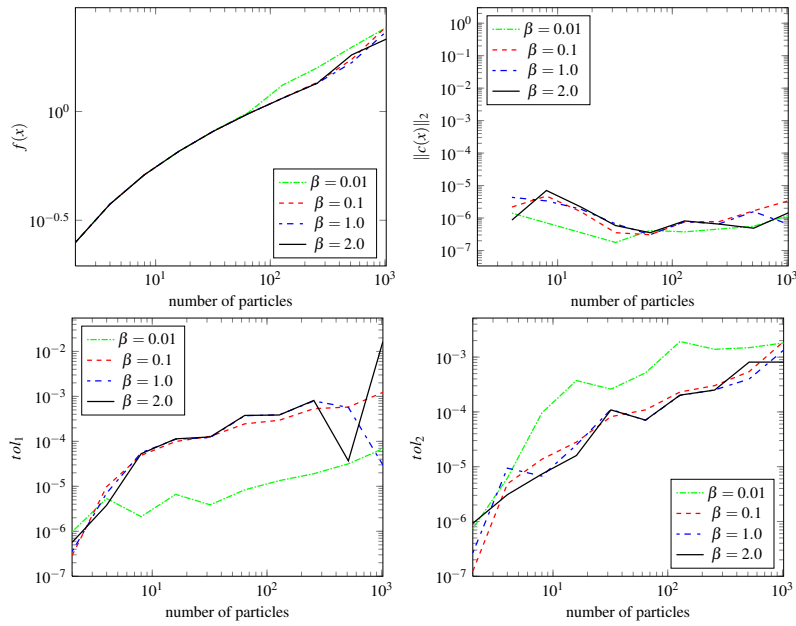 10^0
10^{-0.5}
f(x)
β = 0.01
β = 0.1
β = 1.0
β = 2.0
10^1
10^2
10^3
number of particles
10^0
10^{-1}
10^{-2}
10^{-3}
10^{-4}
10^{-5}
10^{-6}
10^{-7}
‖c(x)‖_2
β = 0.01
β = 0.1
β = 1.0
β = 2.0
10^1
10^2
10^3
number of particles
10^{-2}
10^{-3}
10^{-4}
10^{-5}
10^{-6}
10^{-7}
tol_1
β = 0.01
β = 0.1
β = 1.0
β = 2.0
10^1
10^2
10^3
number of particles
10^{-3}
10^{-4}
10^{-5}
10^{-6}
10^{-7}
tol_2
β = 0.01
β = 0.1
β = 1.0
β = 2.0
10^1
10^2
10^3
number of particles